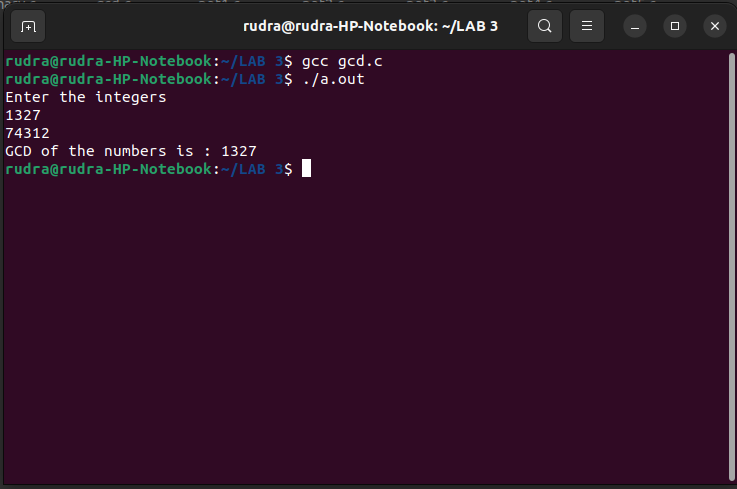 rudra@rudra-HP-Notebook: ~/LAB 3
rudra@rudra-HP-Notebook:~/LAB 3$ gcc gcd.c
rudra@rudra-HP-Notebook:~/LAB 3$ ./a.out
Enter the integers
1327
74312
GCD of the numbers is : 1327
rudra@rudra-HP-Notebook:~/LAB 3$